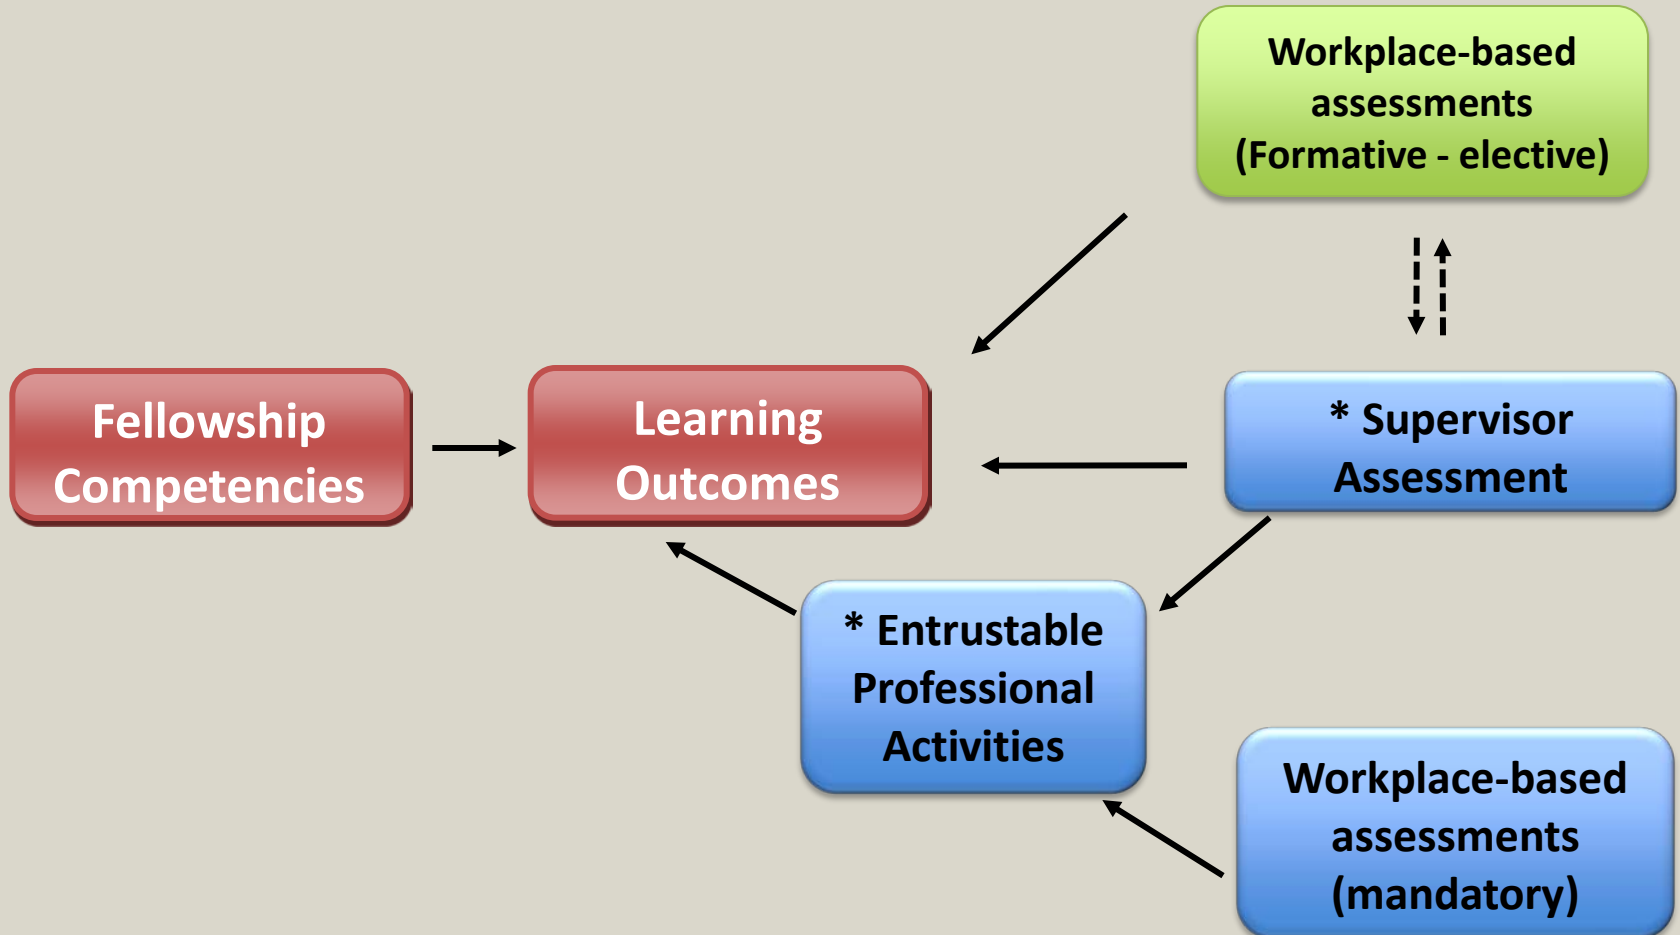 Workplace-based
assessments
(Formative - elective)
Fellowship
Competencies
Learning
Outcomes
* Supervisor
Assessment
* Entrustable
Professional
Activities
Workplace-based
assessments
(mandatory)